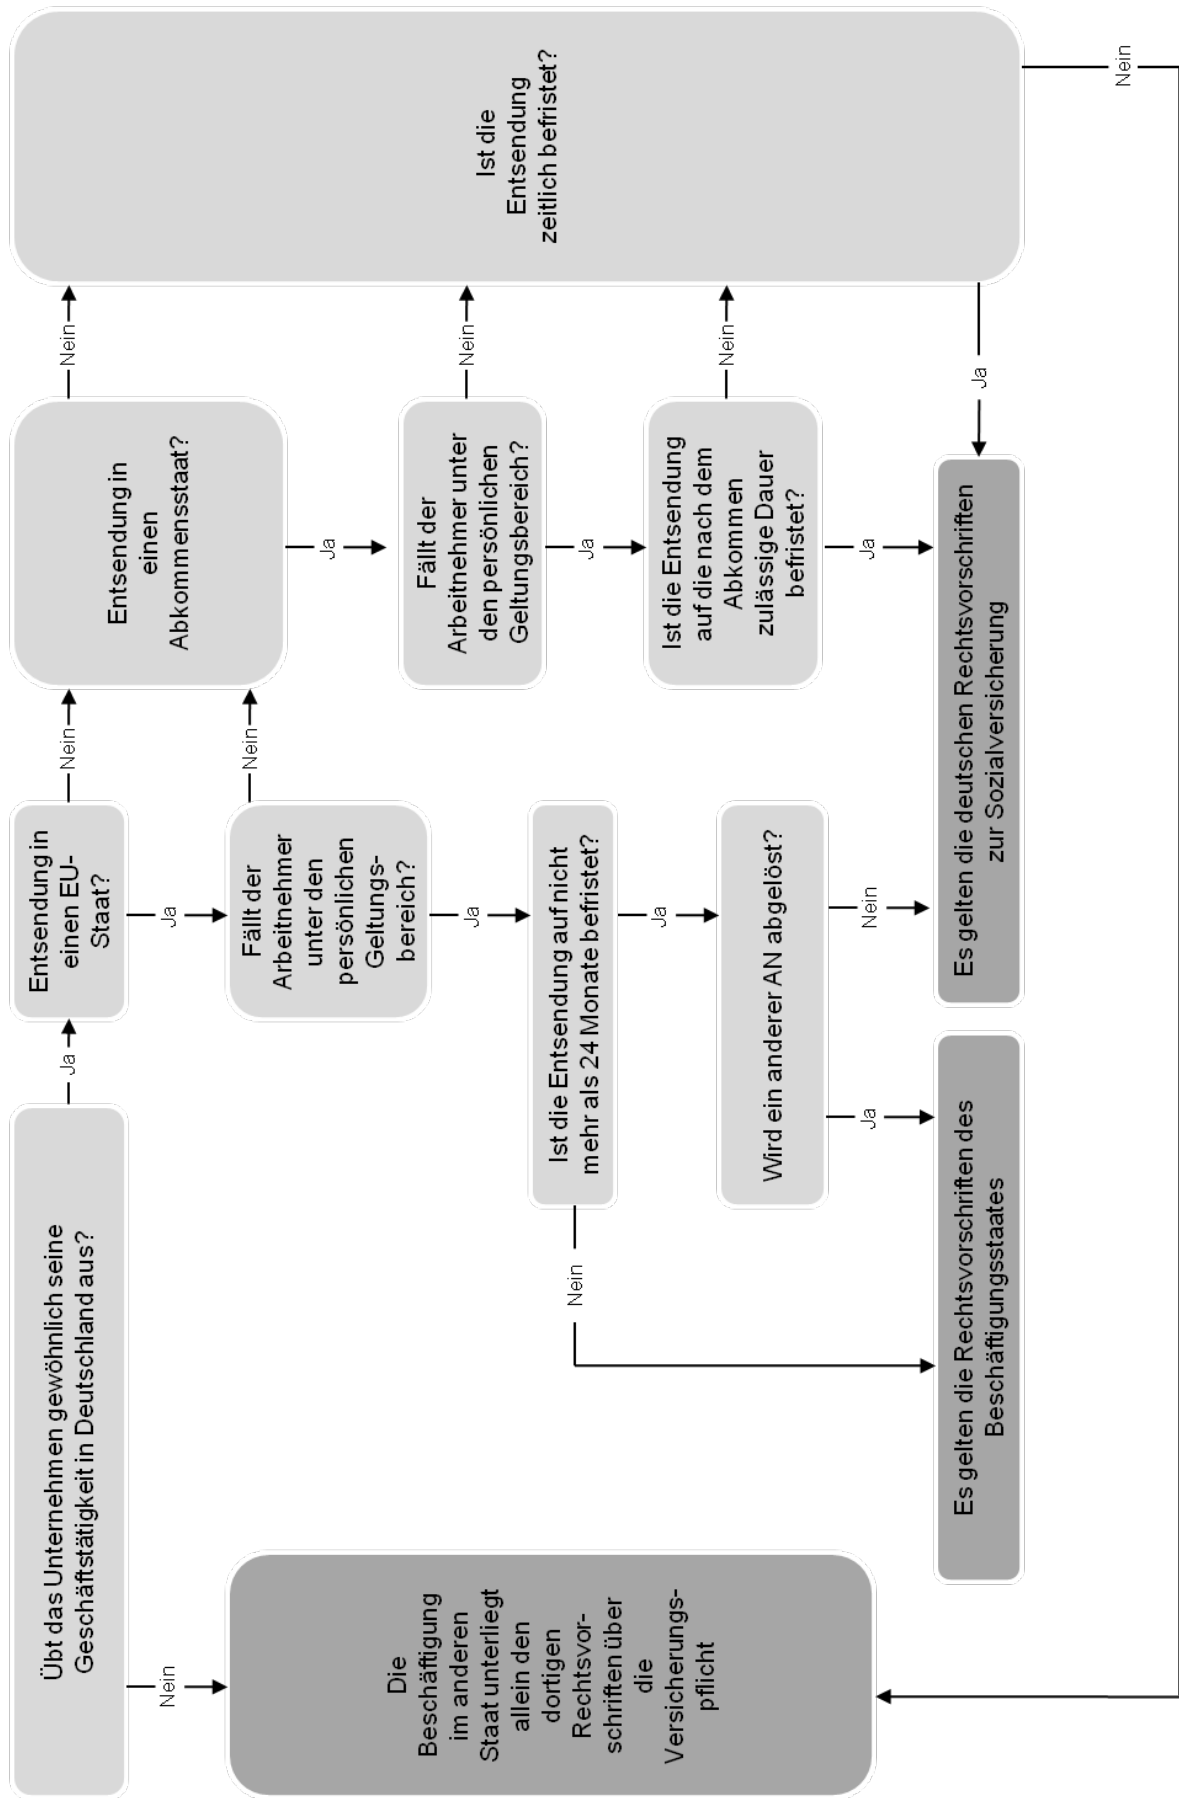 Übt das Unternehmen gewöhnlich seine
Geschäftstätigkeit in Deutschland aus?
Ja
Nein
Entsendung in
einen EU-
Staat?
Nein
Ja
Entsendung in
einen
Abkommensstaat?
Nein
Ja
Ist die
Entsendung
zeitlich befristet?
Ja
Nein
Die
Beschäftigung
im anderen
Staat unterliegt
allein den
dortigen
Rechtsvor-
schriften über
die
Versicherungs-
pflicht
Fällt der
Arbeitnehmer
unter den
persönlichen
Geltungs-
bereich?
Nein
Ja
Fällt der
Arbeitnehmer unter
den persönlichen
Geltungsbereich?
Nein
Ja
Ist die Entsendung auf nicht
mehr als 24 Monate befristet?
Nein
Ja
Ist die Entsendung
auf die nach dem
Abkommen
zulässige Dauer
befristet?
Nein
Ja
Wird ein anderer AN abgelöst?
Ja
Nein
Es gelten die Rechtsvorschriften des
Beschäftigungsstaates
Es gelten die deutschen Rechtsvorschriften
zur Sozialversicherung